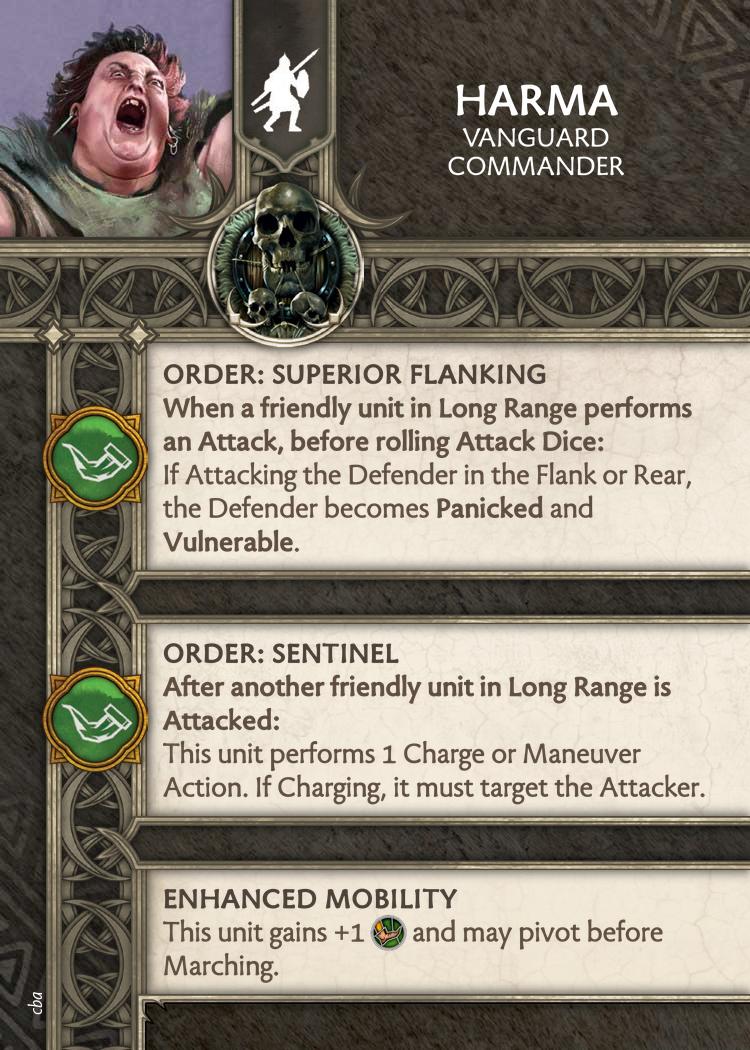 HARMA
VANGUARD
COMMANDER
ORDER: SUPERIOR FLANKING
When a friendly unit in Long Range performs
an Attack, before rolling Attack Dice:
If Attacking the Defender in the Flank or Rear,
the Defender becomes Panicked and
Vulnerable.
ORDER: SENTINEL
After another friendly unit in Long Range is
Attacked:
This unit performs 1 Charge or Maneuver
Action. If Charging, it must target the Attacker.
ENHANCED MOBILITY
This unit gains +1 and may pivot before
Marching.
cba